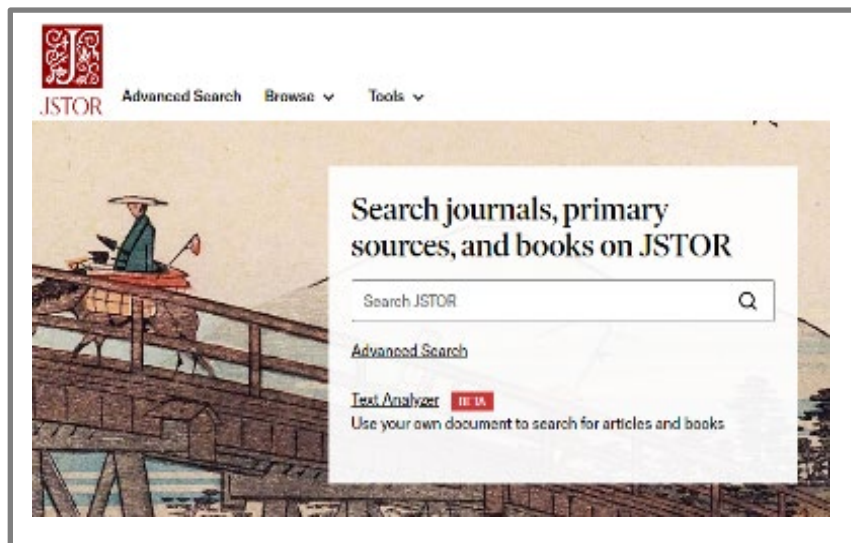 JSTOR
Advanced Search Browse Tools
Search journals, primary
sources, and books on JSTOR
Search JSTOR
Advanced Search
Text Analyzer BETA
Use your own document to search for articles and books